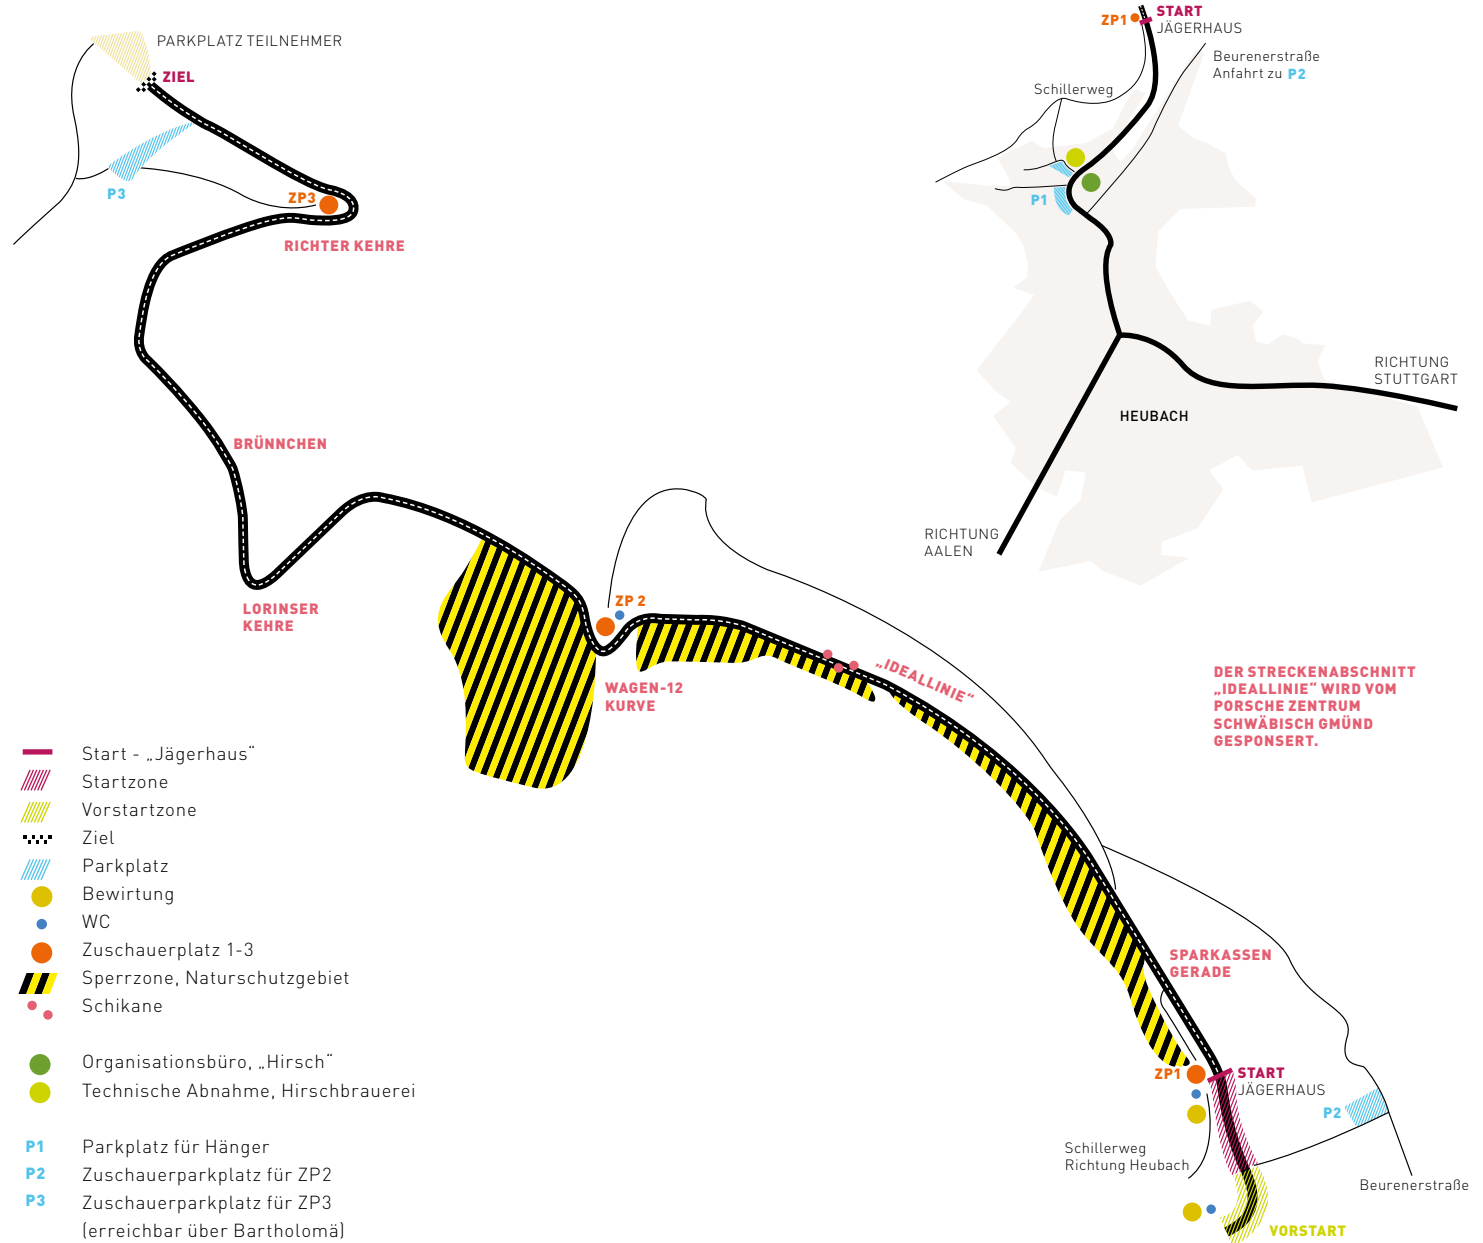 PARKPLATZ TEILNEHMER
ZIEL
P3
ZP3
RICHTER KEHRE
BRÜNNCHEN
LORINSER
KEHRE
ZP1
START
JÄGERHAUS
Beurenerstraße
Anfahrt zu P2
Schillerweg
P1
RICHTUNG
STUTTGART
HEUBACH
RICHTUNG
AALEN
ZP 2
WAGEN-12
KURVE
„IDEALLINIE“
DER STRECKENABSCHNITT
„IDEALLINIE“ WIRD VOM
PORSCHE ZENTRUM
SCHWÄBISCH GMÜND
GESPONSERT.
SPARKASSEN
GERADE
ZP1
START
JÄGERHAUS
P2
Schillerweg
Richtung Heubach
Beurenerstraße
VORSTART
Start - „Jägerhaus“
Startzone
Vorstartzone
Ziel
Parkplatz
Bewirtung
WC
Zuschauerplatz 1-3
Sperrzone, Naturschutzgebiet
Schikane
Organisationsbüro, „Hirsch“
Technische Abnahme, Hirschbrauerei
P1 Parkplatz für Hänger
P2 Zuschauerparkplatz für ZP2
P3 Zuschauerparkplatz für ZP3
(erreichbar über Bartholomä)